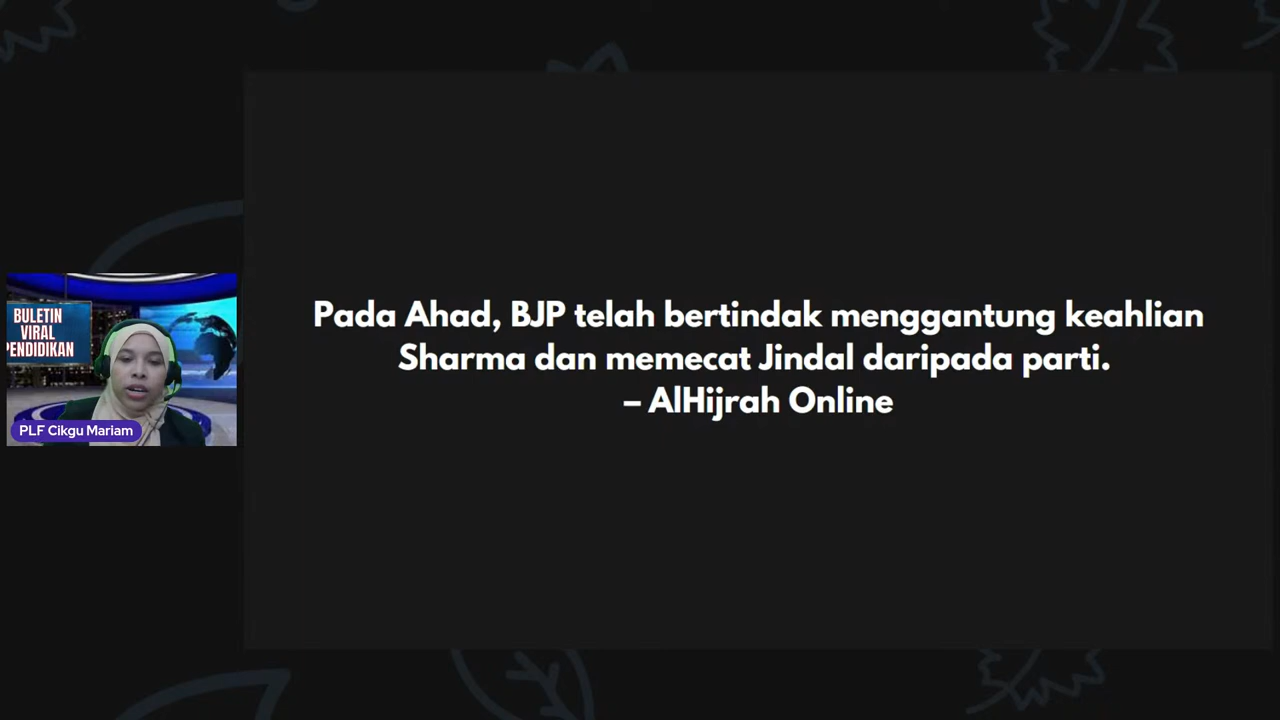 BULETIN
VIRAL
PENDIDIKAN
PLF Cikgu Mariam
Pada Ahad, BJP telah bertindak menggantung keahlian
Sharma dan memecat Jindal daripada parti.
– AlHijrah Online